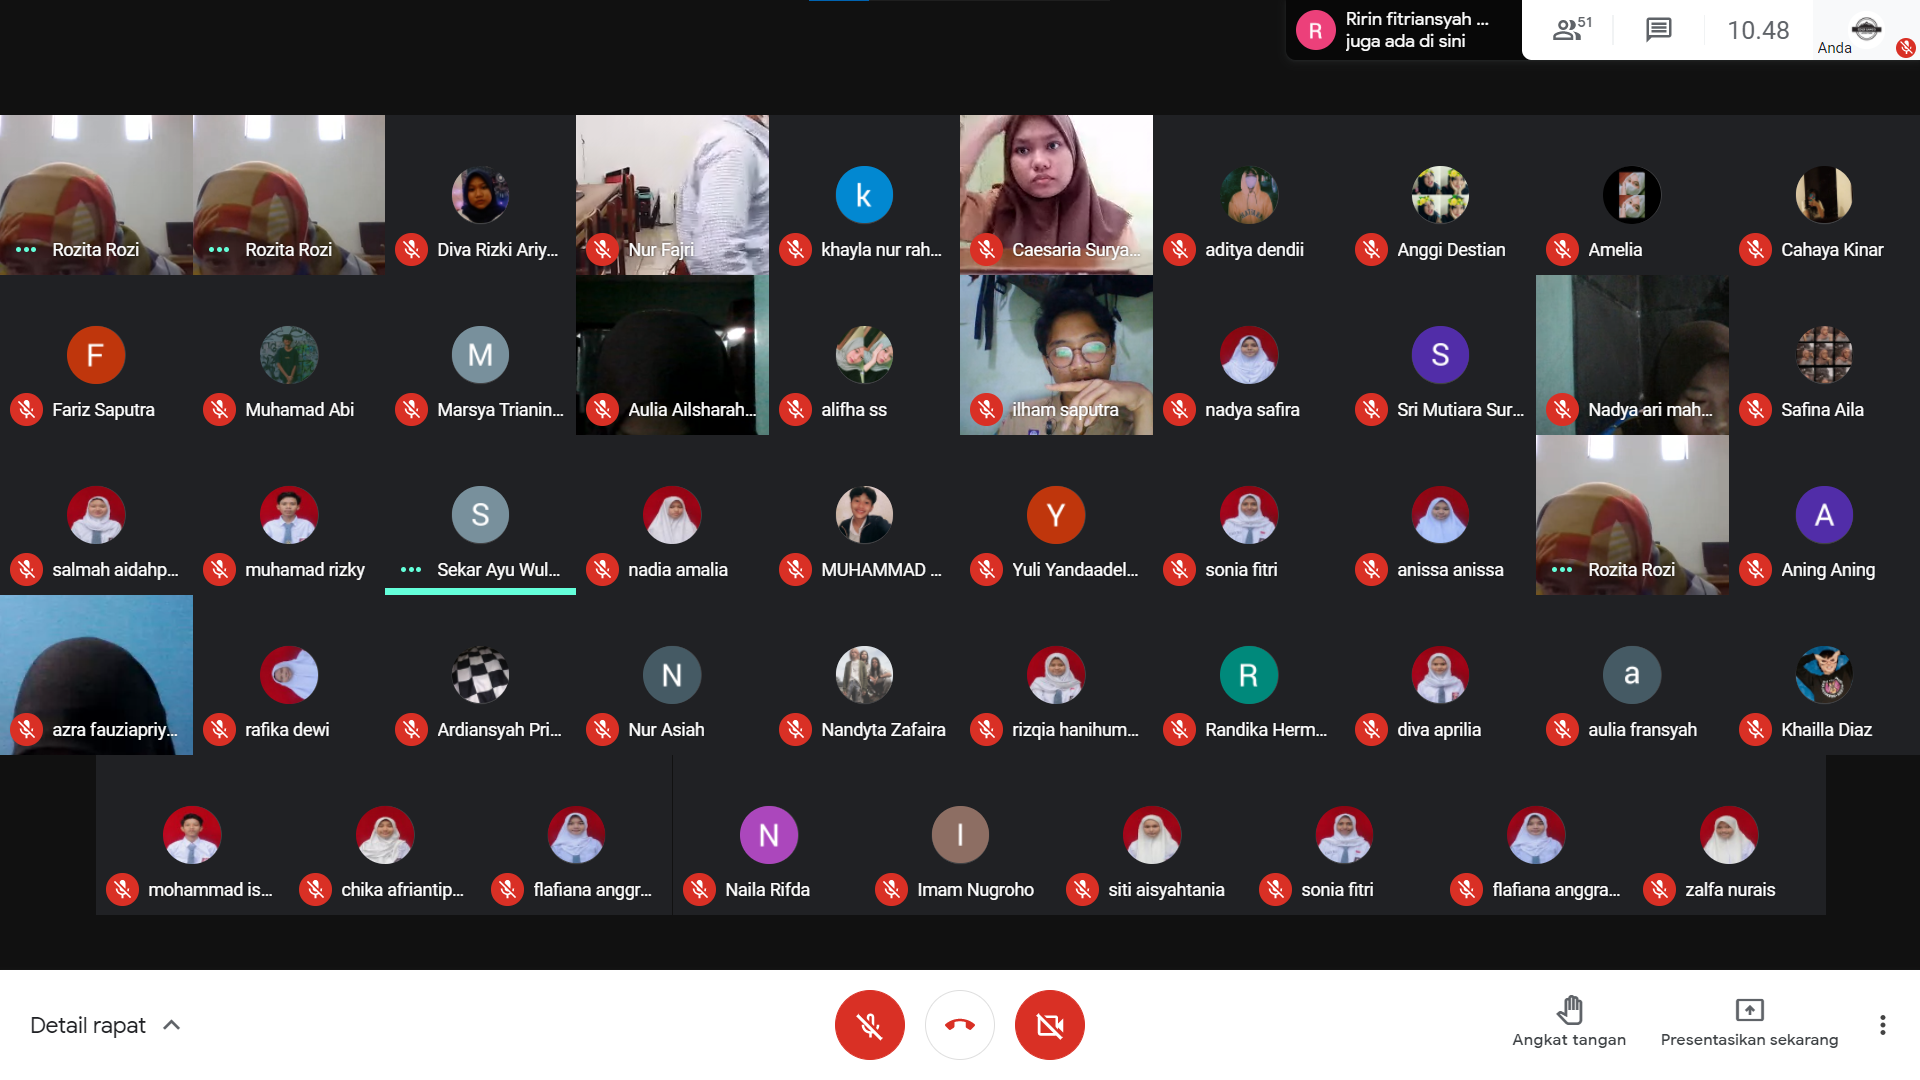 Ririn fitriansyah ...
juga ada di sini
51
10.48
Anda
R
Rozita Rozi
Rozita Rozi
Diva Rizki Ariy...
Nur Fajri
k
khayla nur rah...
Caesaria Surya...
aditya dendii
Anggi Destian
Amelia
Cahaya Kinar
F
Fariz Saputra
Muhamad Abi
M
Marsya Trianin...
Aulia Ailsharah...
alifha ss
ilham saputra
nadya safira
S
Sri Mutiara Sur...
Nadya ari mah...
Safina Aila
salmah aidahp...
muhamad rizky
S
Sekar Ayu Wul...
nadia amalia
MUHAMMAD ...
Y
Yuli Yandaadel...
sonia fitri
anissa anissa
Rozita Rozi
A
Aning Aning
azra fauziapriy...
rafika dewi
Ardiansyah Pri...
N
Nur Asiah
Nandyta Zafaira
rizqia hanihum...
R
Randika Herm...
diva aprilia
a
aulia fransyah
Khailla Diaz
mohammad is...
chika afriantip...
flafiana anggr...
N
Naila Rifda
I
Imam Nugroho
siti aisyahtania
sonia fitri
flafiana anggra...
zalfa nurais
Detail rapat
Angkat tangan
Presentasikan sekarang